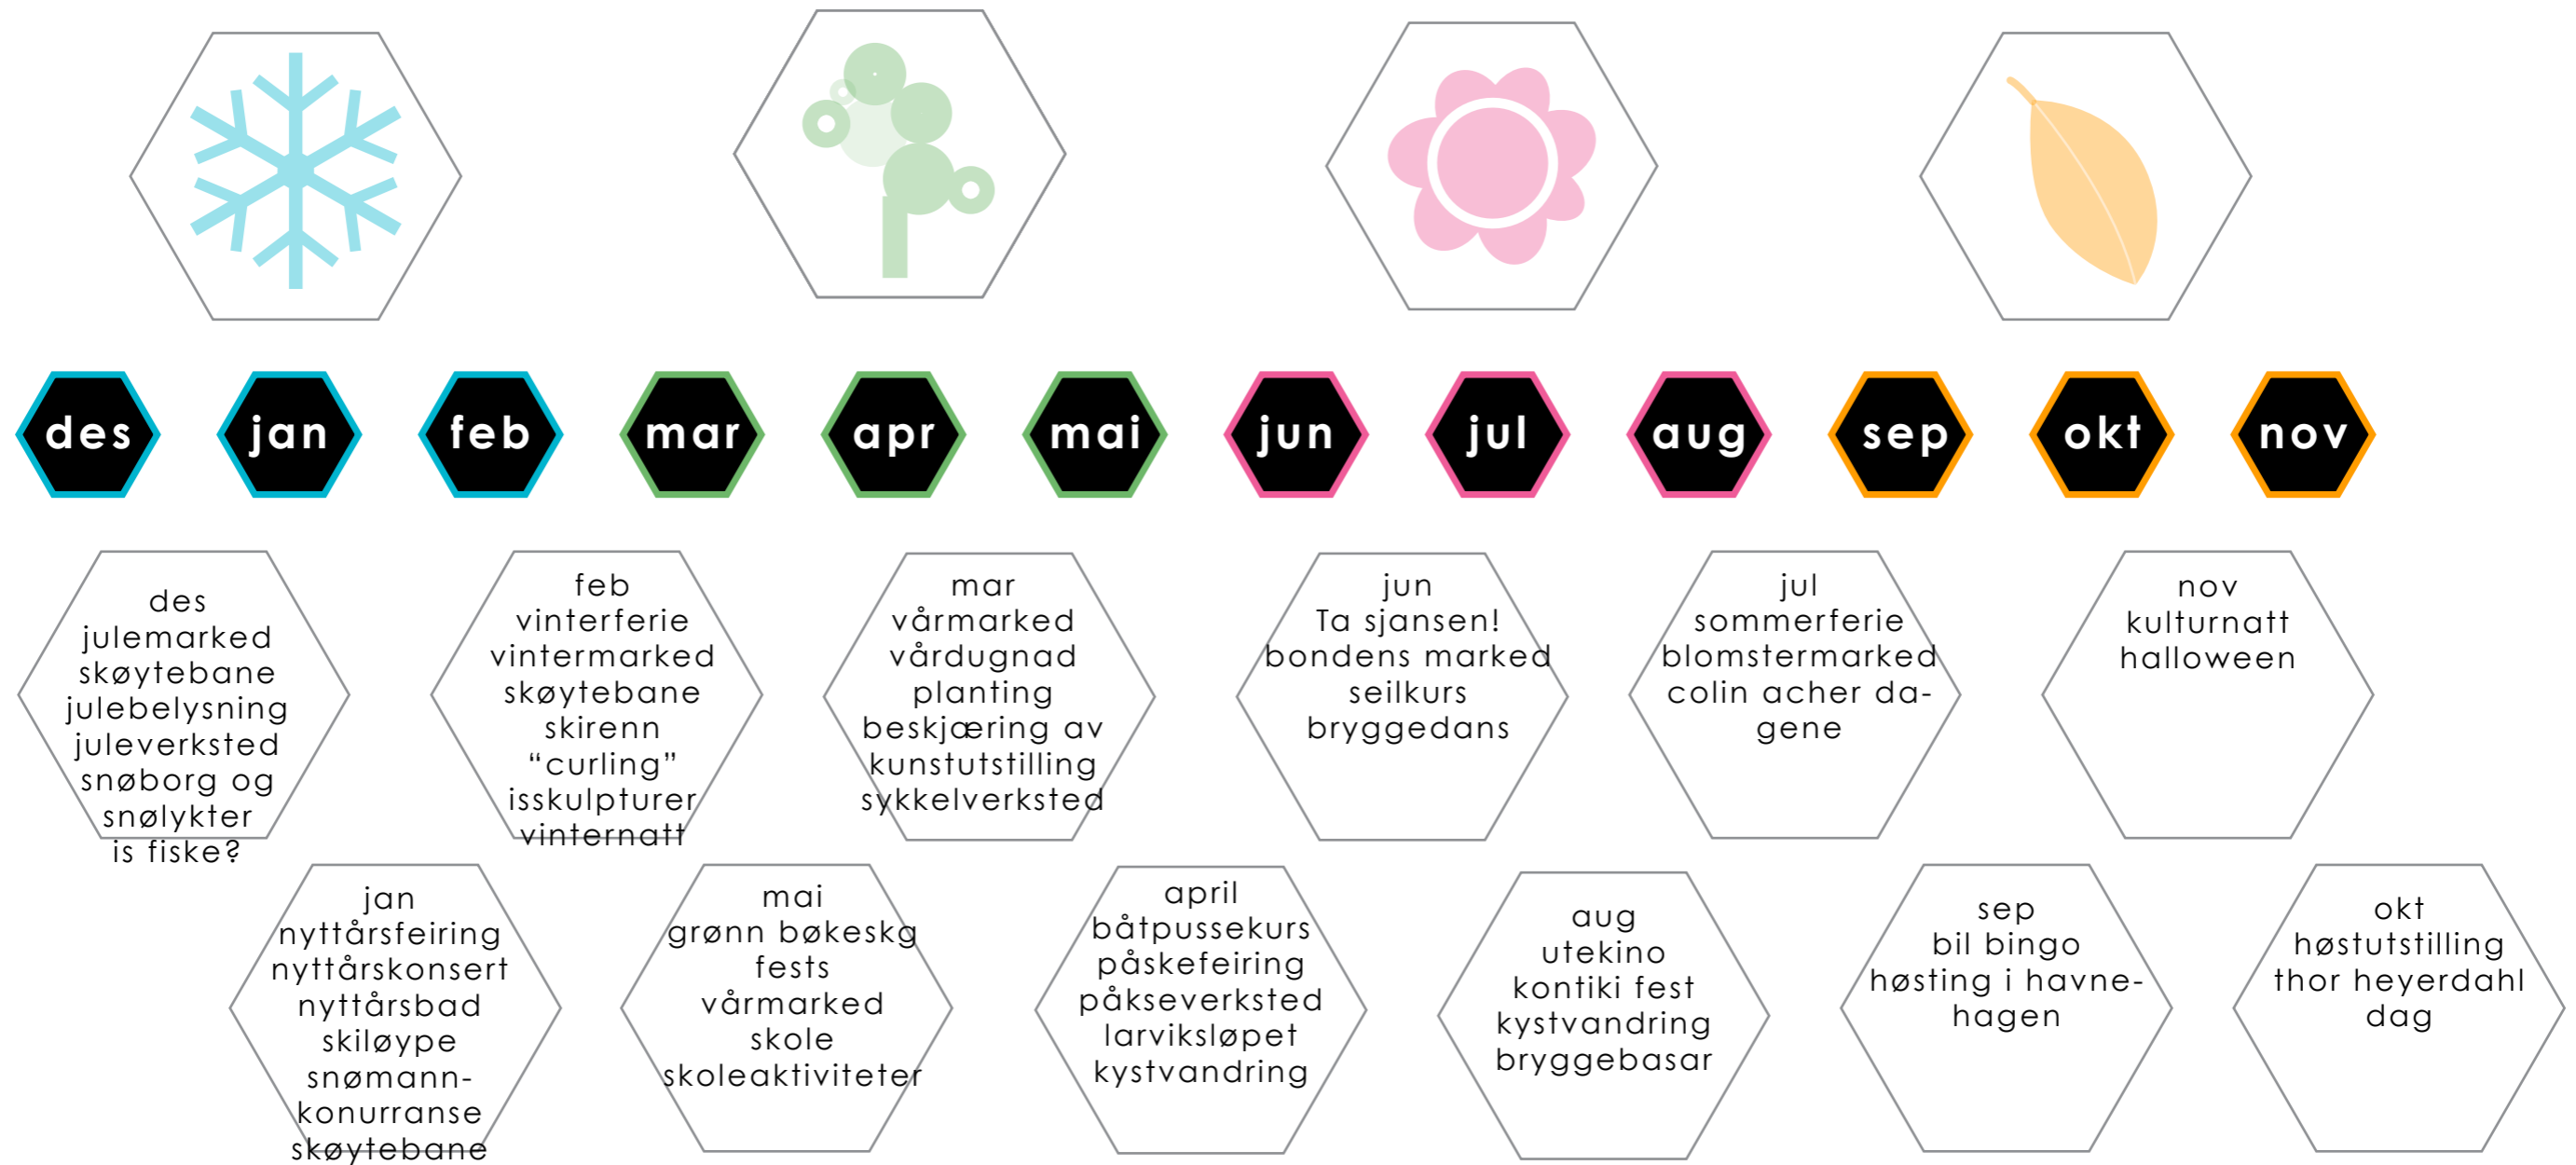 des
jan
feb
mar
apr
mai
jun
jul
aug
sep
okt
nov
des
julemarked
skøytebane
julebelysning
juleverksted
snøborg og
snølykter
is fiske?
feb
vinterferie
vintermarked
skøytebane
skirenn
“curling”
isskulpturer
vinternatt
mar
vårmarked
vårdugnad
planting
beskjæring av
kunstutstilling
sykkelverksted
jun
Ta sjansen!
bondens marked
seilkurs
bryggedans
jul
sommerferie
blomstermarked
colin acher da-
gene
nov
kulturnatt
halloween
jan
nyttårsfeiring
nyttårskonsert
nyttårsbad
skiløype
snømann-
konurranse
skøytebane
mai
grønn bøkeskg
fests
vårmarked
skole
skoleaktiviteter
april
båtpussekurs
påskefeiring
påkseverksted
larviksløpet
kystvandring
aug
utekino
kontiki fest
kystvandring
bryggebasar
sep
bil bingo
høsting i havne-
hagen
okt
høstutstilling
thor heyerdahl
dag